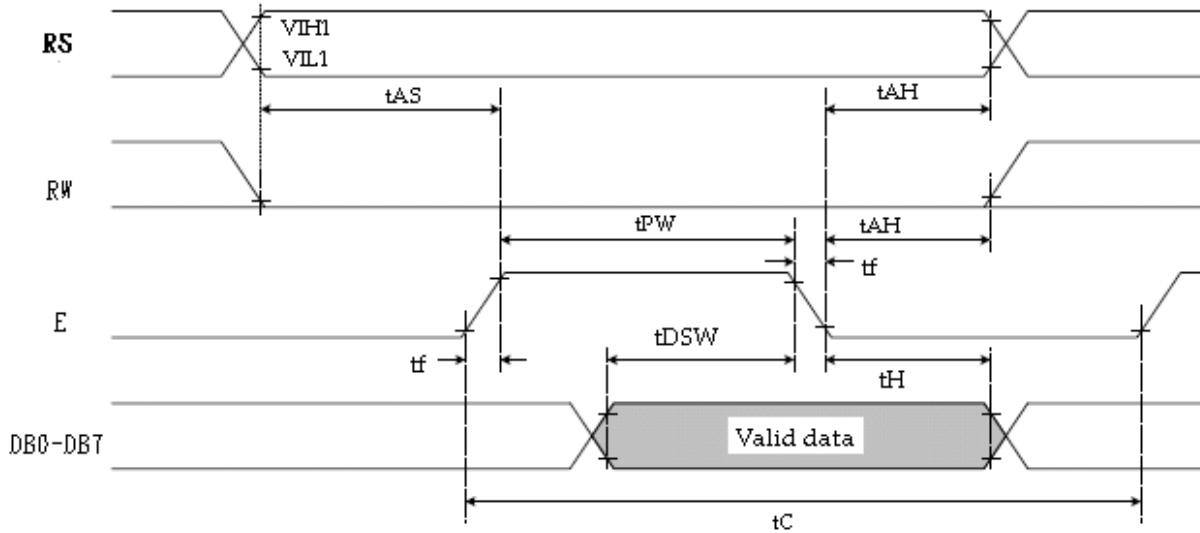 RS
VIH1
VIL1
tAS
tAH
RW
tPW
tAH
tf
E
tDSW
tf
tH
DB0-DB7
Valid data
tC